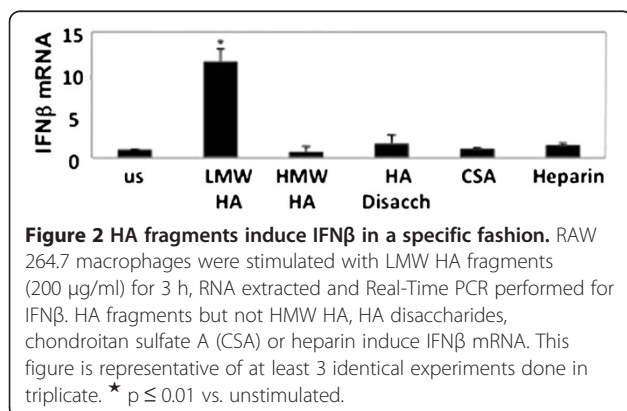 15
10
5
0
IFNβ mRNA
*
us
LMW HA
HMW HA
HA Disacch
CSA
Heparin
Figure 2 HA fragments induce IFNβ in a specific fashion. RAW
264.7 macrophages were stimulated with LMW HA fragments
(200 μg/ml) for 3 h, RNA extracted and Real-Time PCR performed for
IFNβ. HA fragments but not HMW HA, HA disaccharides,
chondroitan sulfate A (CSA) or heparin induce IFNβ mRNA. This
figure is representative of at least 3 identical experiments done in
triplicate. ★ p ≤ 0.01 vs. unstimulated.